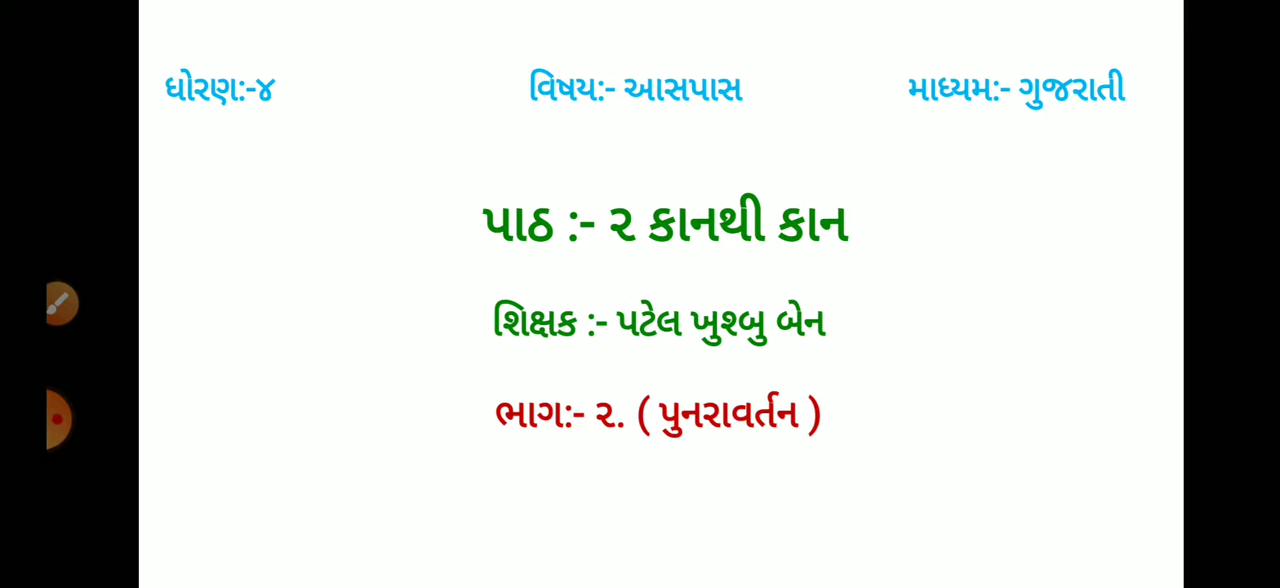 ધોરણ:-૪ વિષય:- આસપાસ માધ્યમ:- ગુજરાતી
પાઠ :- ૨ કાનથી કાન
શિક્ષક :- પટેલ ખુશ્બુ બેન
ભાગ:- ૨. ( પુનરાવર્તન )